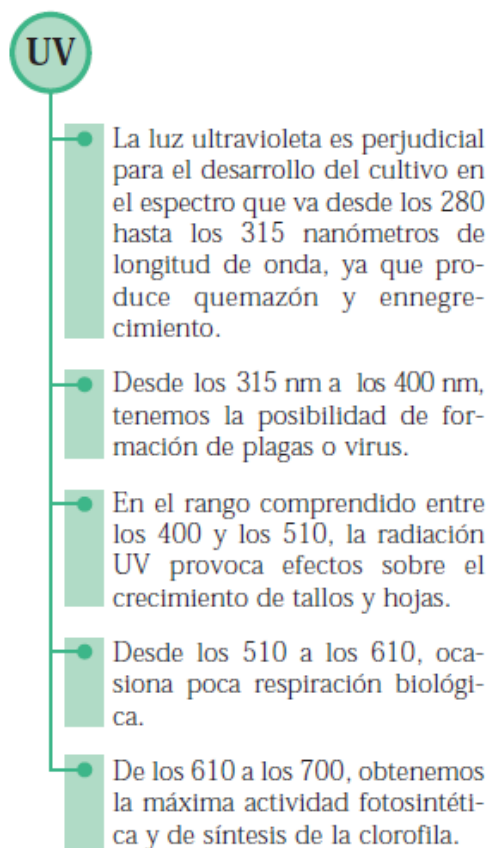 UV
La luz ultravioleta es perjudicial
para el desarrollo del cultivo en
el espectro que va desde los 280
hasta los 315 nanómetros de
longitud de onda, ya que pro-
duce quemazón y ennegre-
cimiento.
Desde los 315 nm a los 400 nm,
tenemos la posibilidad de for-
mación de plagas o virus.
En el rango comprendido entre
los 400 y los 510, la radiación
UV provoca efectos sobre el
crecimiento de tallos y hojas.
Desde los 510 a los 610, oca-
siona poca respiración biológi-
ca.
De los 610 a los 700, obtenemos
la máxima actividad fotosintéti-
ca y de síntesis de la clorofila.